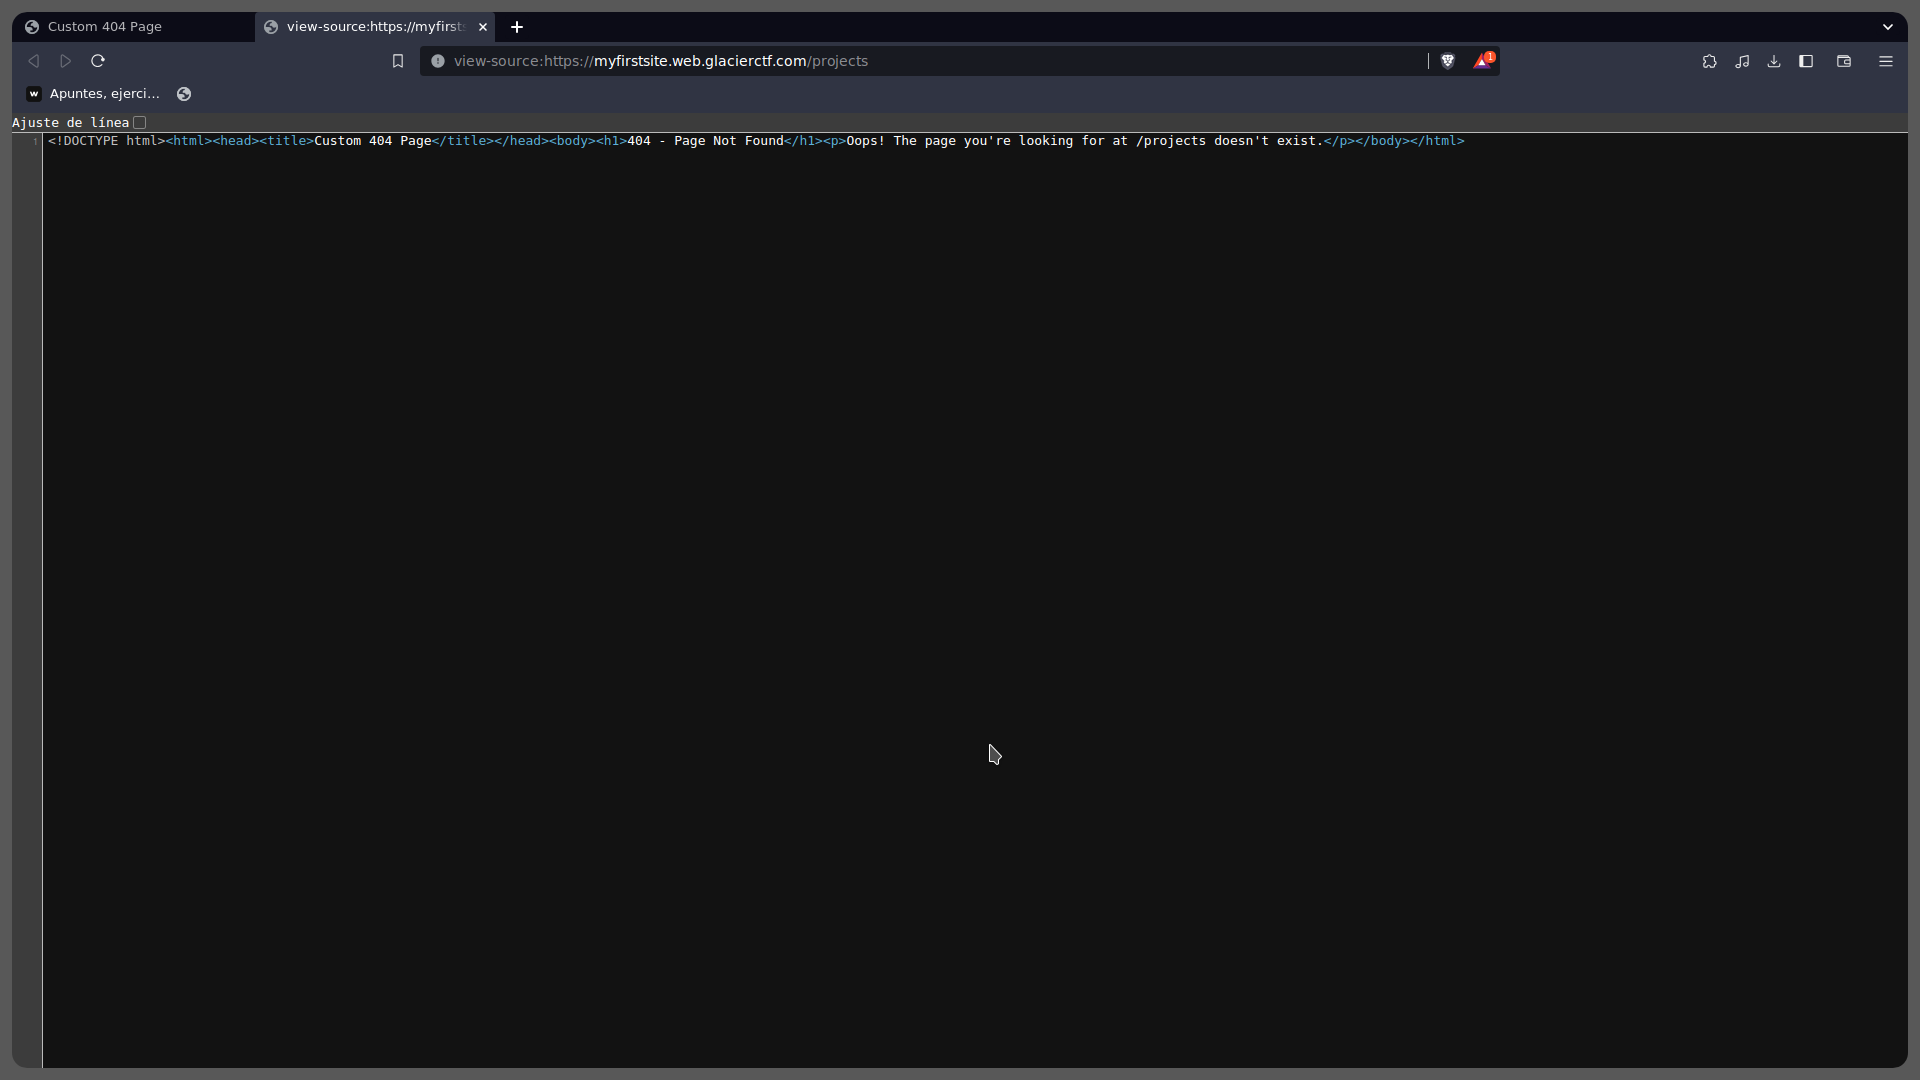 Custom 404 Page
view-source:https://myfirsts
view-source:https://myfirstsite.web.glacierctf.com/projects
1
Apuntes, ejerci...
Ajuste de línea
1 <!DOCTYPE html><html><head><title>Custom 404 Page</title></head><body><h1>404 - Page Not Found</h1><p>Oops! The page you're looking for at /projects doesn't exist.</p></body></html>